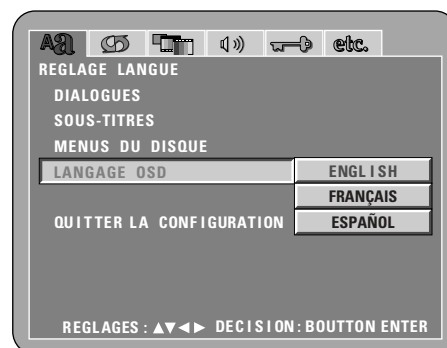 Aa etc.
REGLAGE LANGUE
DIALOGUES
SOUS-TITRES
MENUS DU DISQUE
LANGAGE OSD ENGLISH
FRANÇAIS
QUITTER LA CONFIGURATION ESPAÑOL
REGLAGES : ▲▼◄► DECISION: BOUTTON ENTER